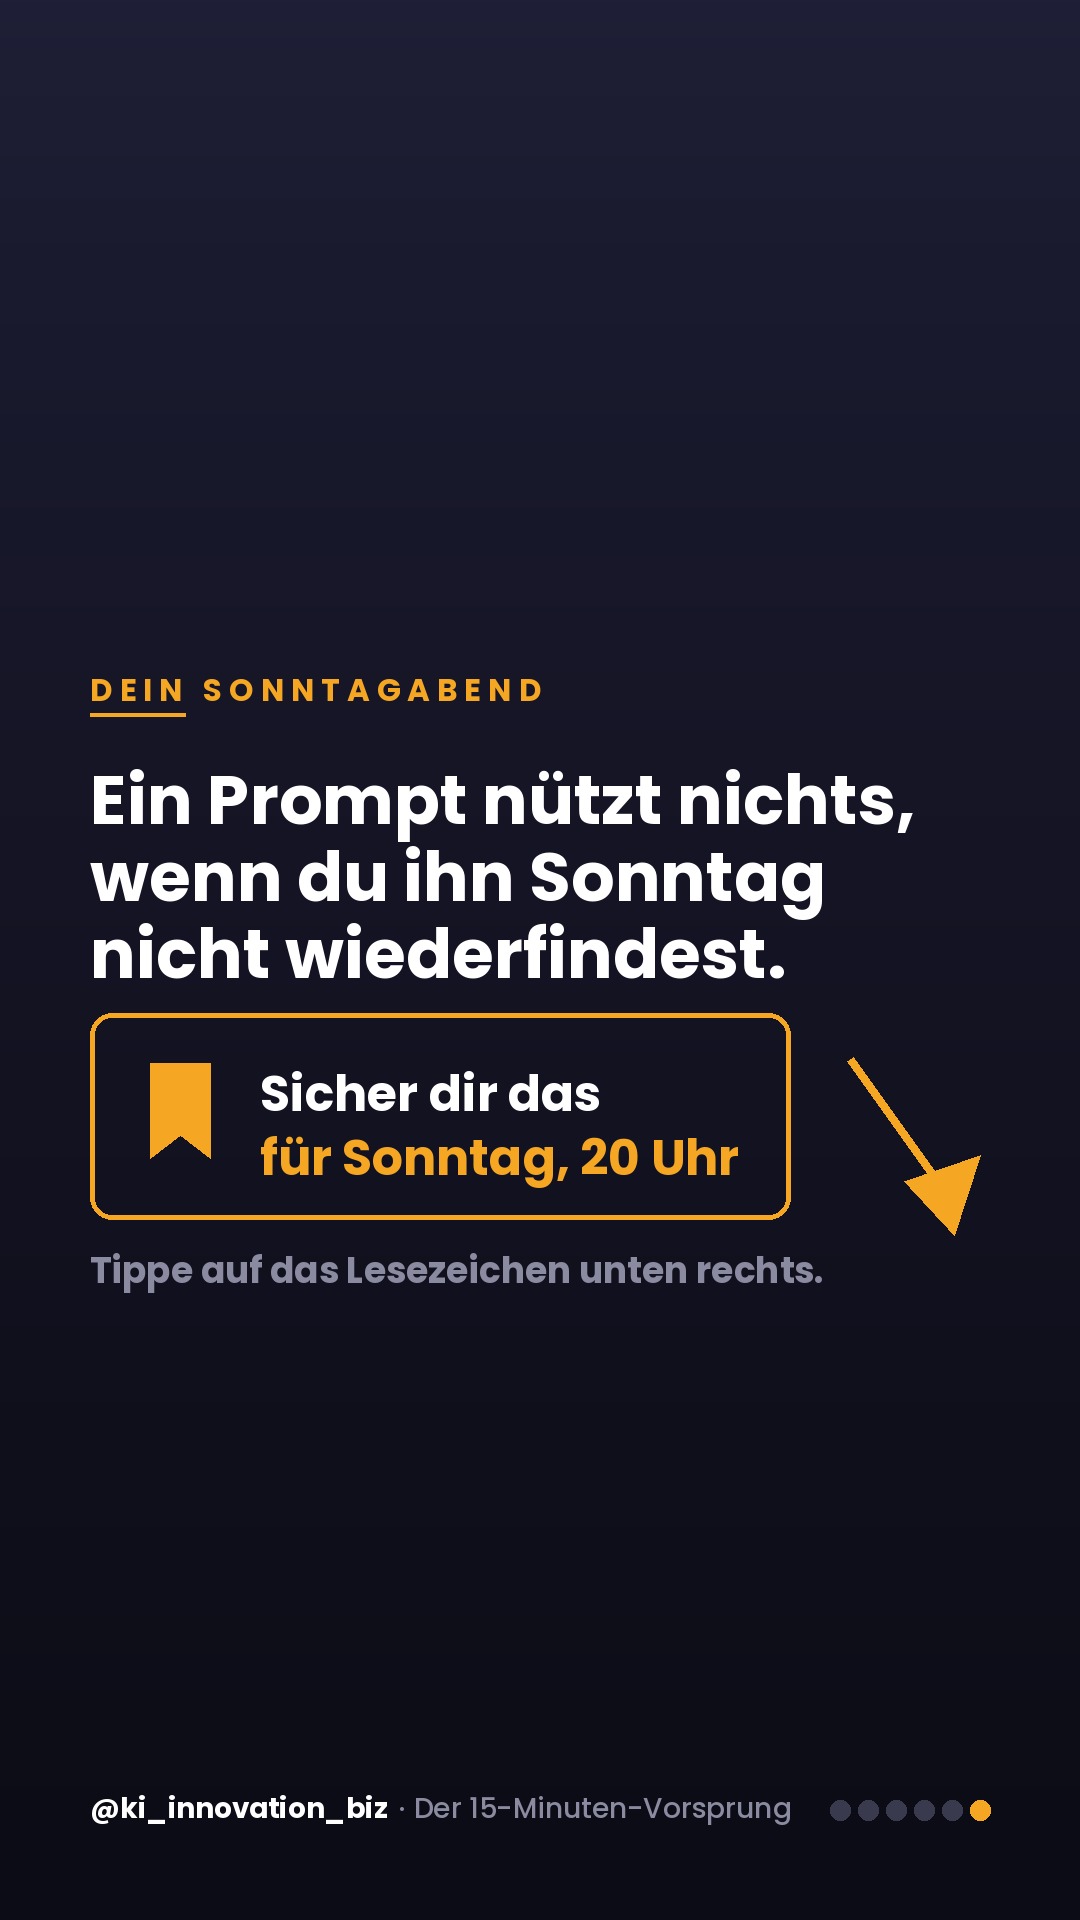 DEIN SONNTAGABEND
Ein Prompt nützt nichts,
wenn du ihn Sonntag
nicht wiederfindest.
Sicher dir das
für Sonntag, 20 Uhr
Tippe auf das Lesezeichen unten rechts.
@ki_innovation_biz · Der 15-Minuten-Vorsprung